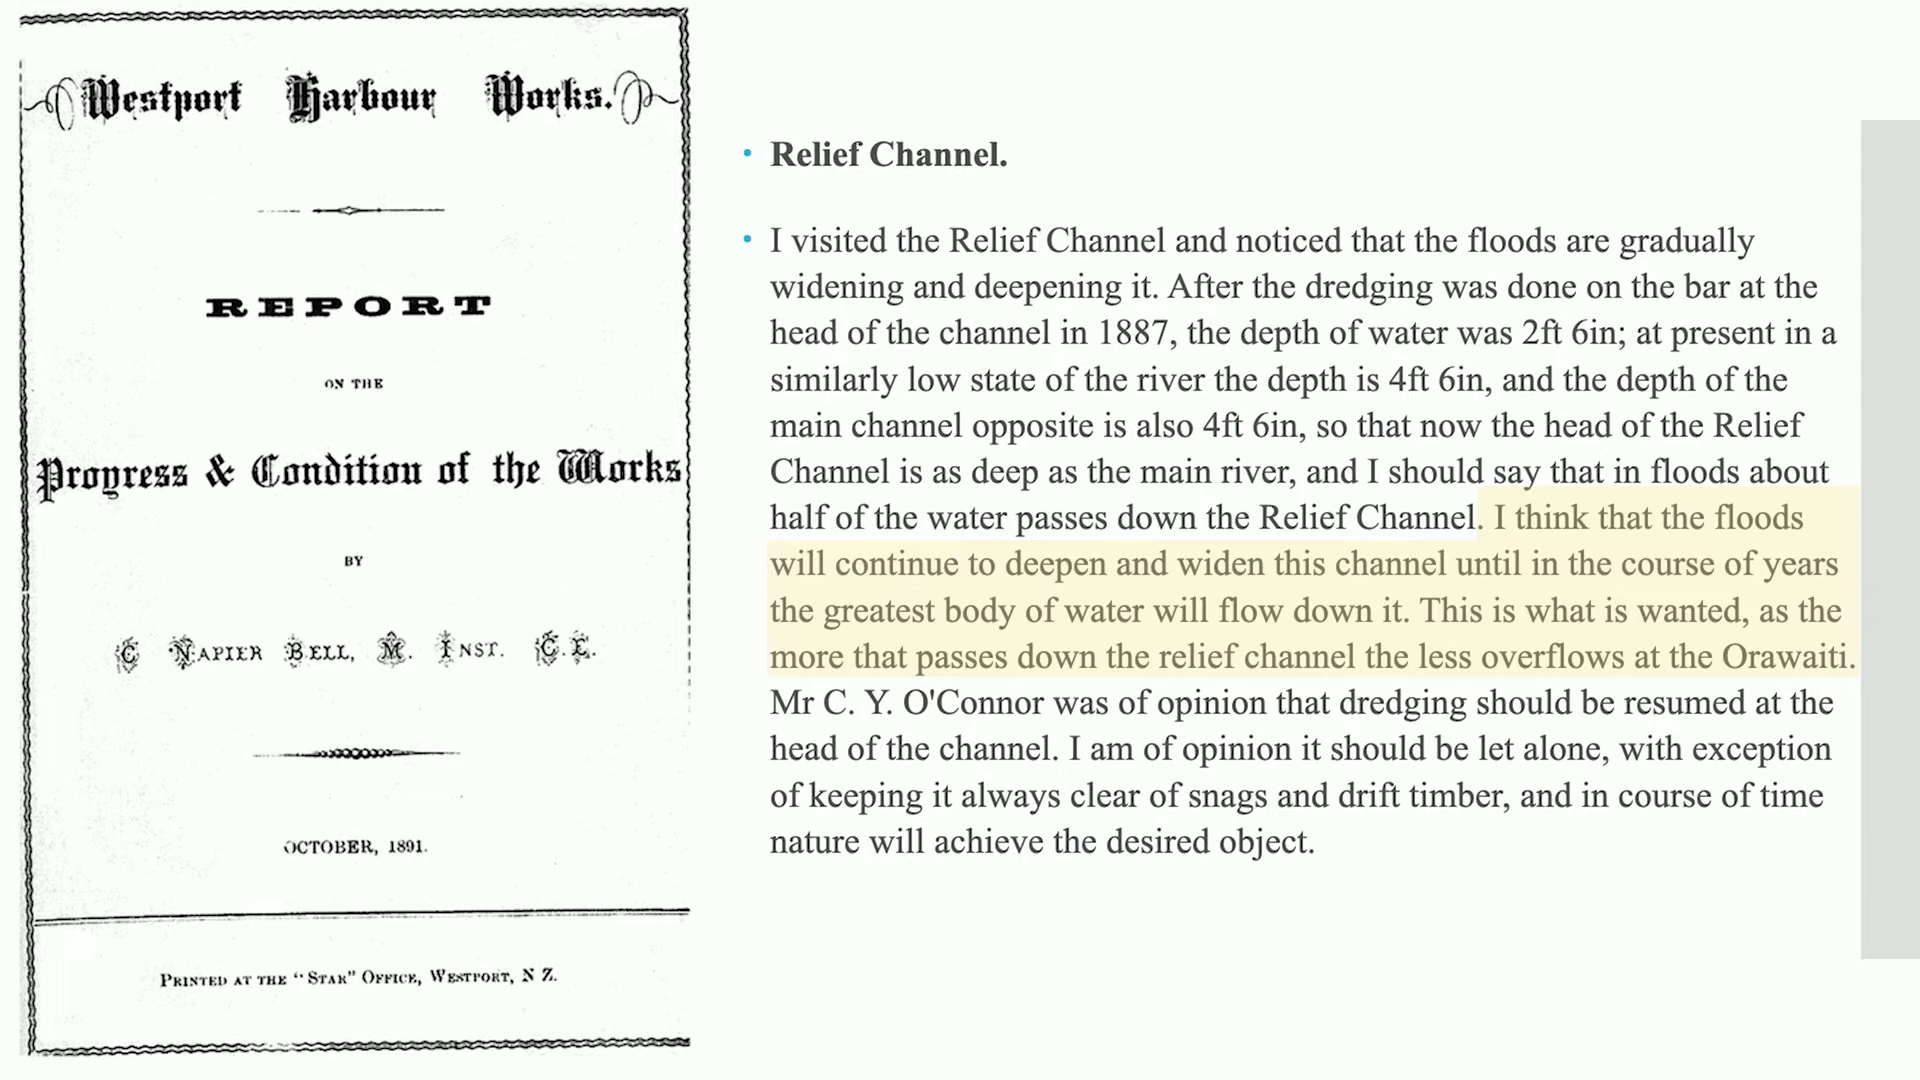 Westport Harbour Works.
REPORT
ON THE
Progress & Condition of the Works
BY
C NAPIER BELL, M. INST. C.E.
OCTOBER, 1891.
PRINTED AT THE "STAR" OFFICE, WESTPORT, N Z.
• Relief Channel.
• I visited the Relief Channel and noticed that the floods are gradually
widening and deepening it. After the dredging was done on the bar at the
head of the channel in 1887, the depth of water was 2ft 6in; at present in a
similarly low state of the river the depth is 4ft 6in, and the depth of the
main channel opposite is also 4ft 6in, so that now the head of the Relief
Channel is as deep as the main river, and I should say that in floods about
half of the water passes down the Relief Channel. I think that the floods
will continue to deepen and widen this channel until in the course of years
the greatest body of water will flow down it. This is what is wanted, as the
more that passes down the relief channel the less overflows at the Orawaiti.
Mr C. Y. O'Connor was of opinion that dredging should be resumed at the
head of the channel. I am of opinion it should be let alone, with exception
of keeping it always clear of snags and drift timber, and in course of time
nature will achieve the desired object.